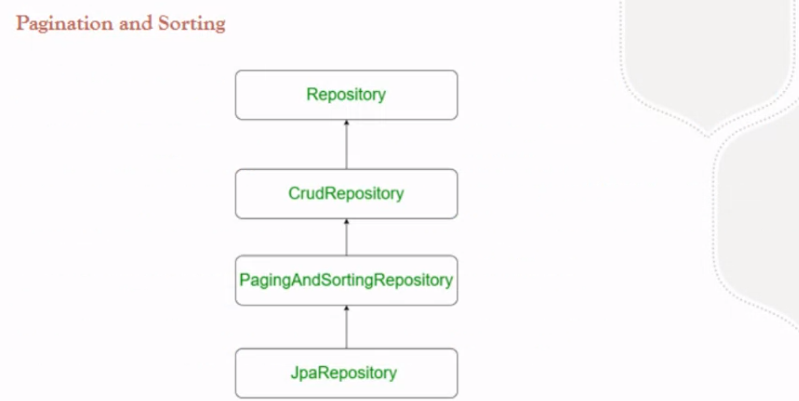 Pagination and Sorting
Repository
CrudRepository
PagingAndSortingRepository
JpaRepository